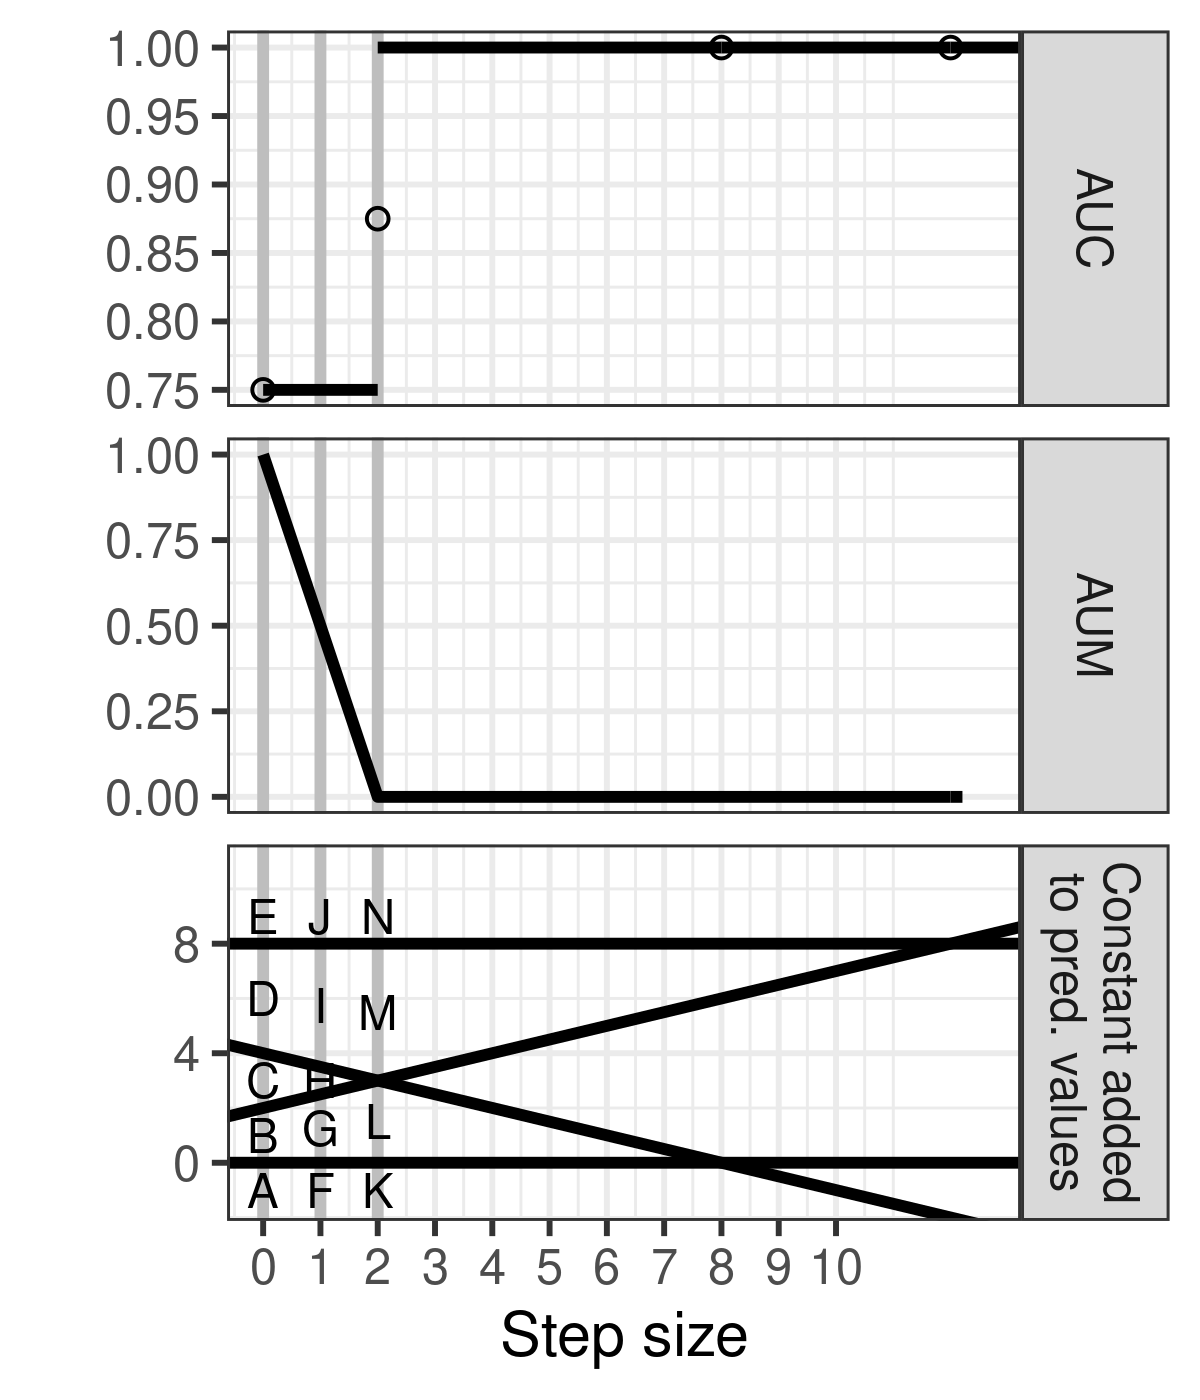 1.00
0.95
0.90
0.85
0.80
0.75
AUC
1.00
0.75
0.50
0.25
0.00
AUM
8
4
0
E J N
D I M
C H
B G L
A F K
Constant added
to pred. values
0 1 2 3 4 5 6 7 8 9 10
Step size